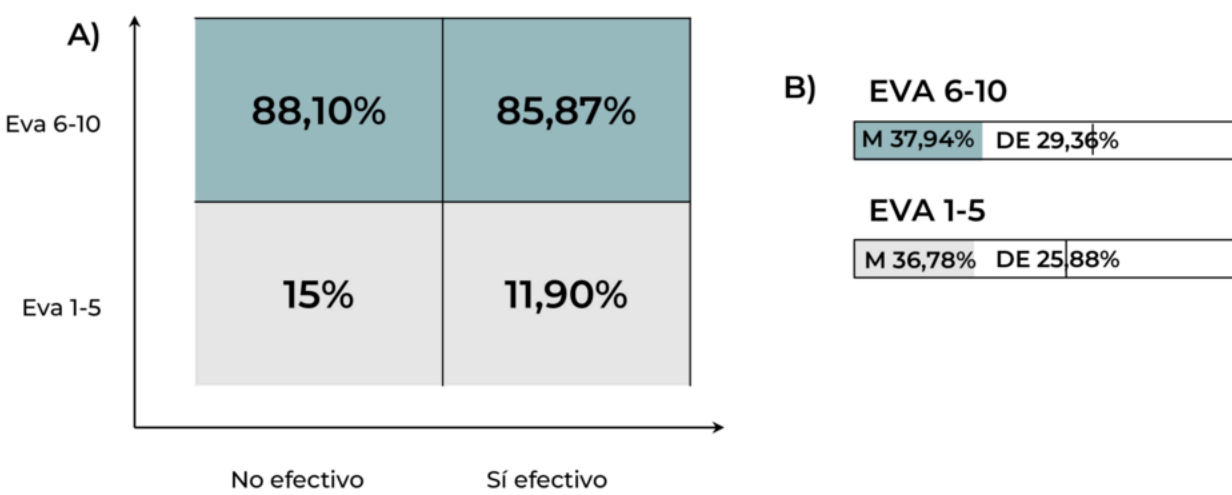 A)
Eva 6-10
88,10%
85,87%
Eva 1-5
15%
11,90%
No efectivo
Sí efectivo
B)
EVA 6-10
M 37,94% DE 29,36%
EVA 1-5
M 36,78% DE 25,88%